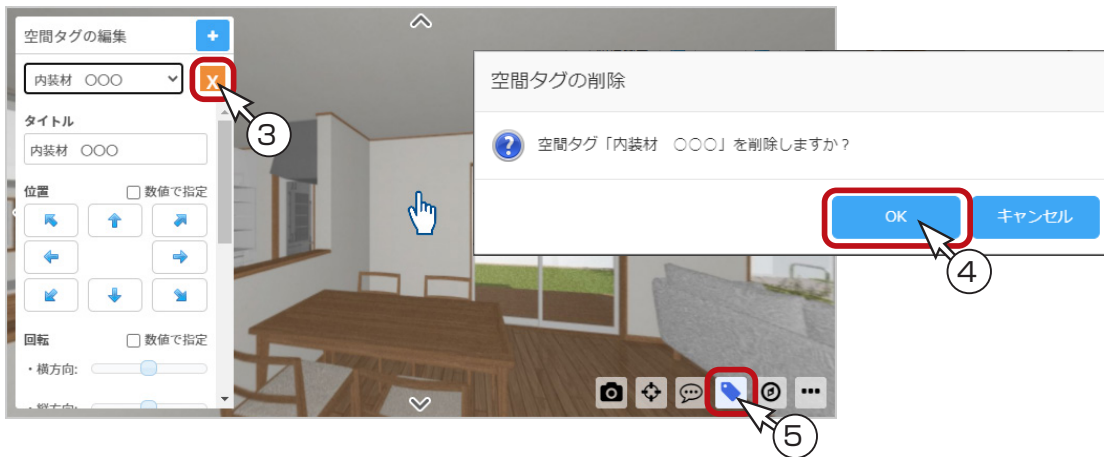 空間タグの編集
+
内装材　〇〇〇
X
③
タイトル
内装材　〇〇〇
位置
数値で指定
回転
数値で指定
・横方向:
空間タグの削除
?
空間タグ「内装材　〇〇〇」を削除しますか？
OK
キャンセル
④
⑤